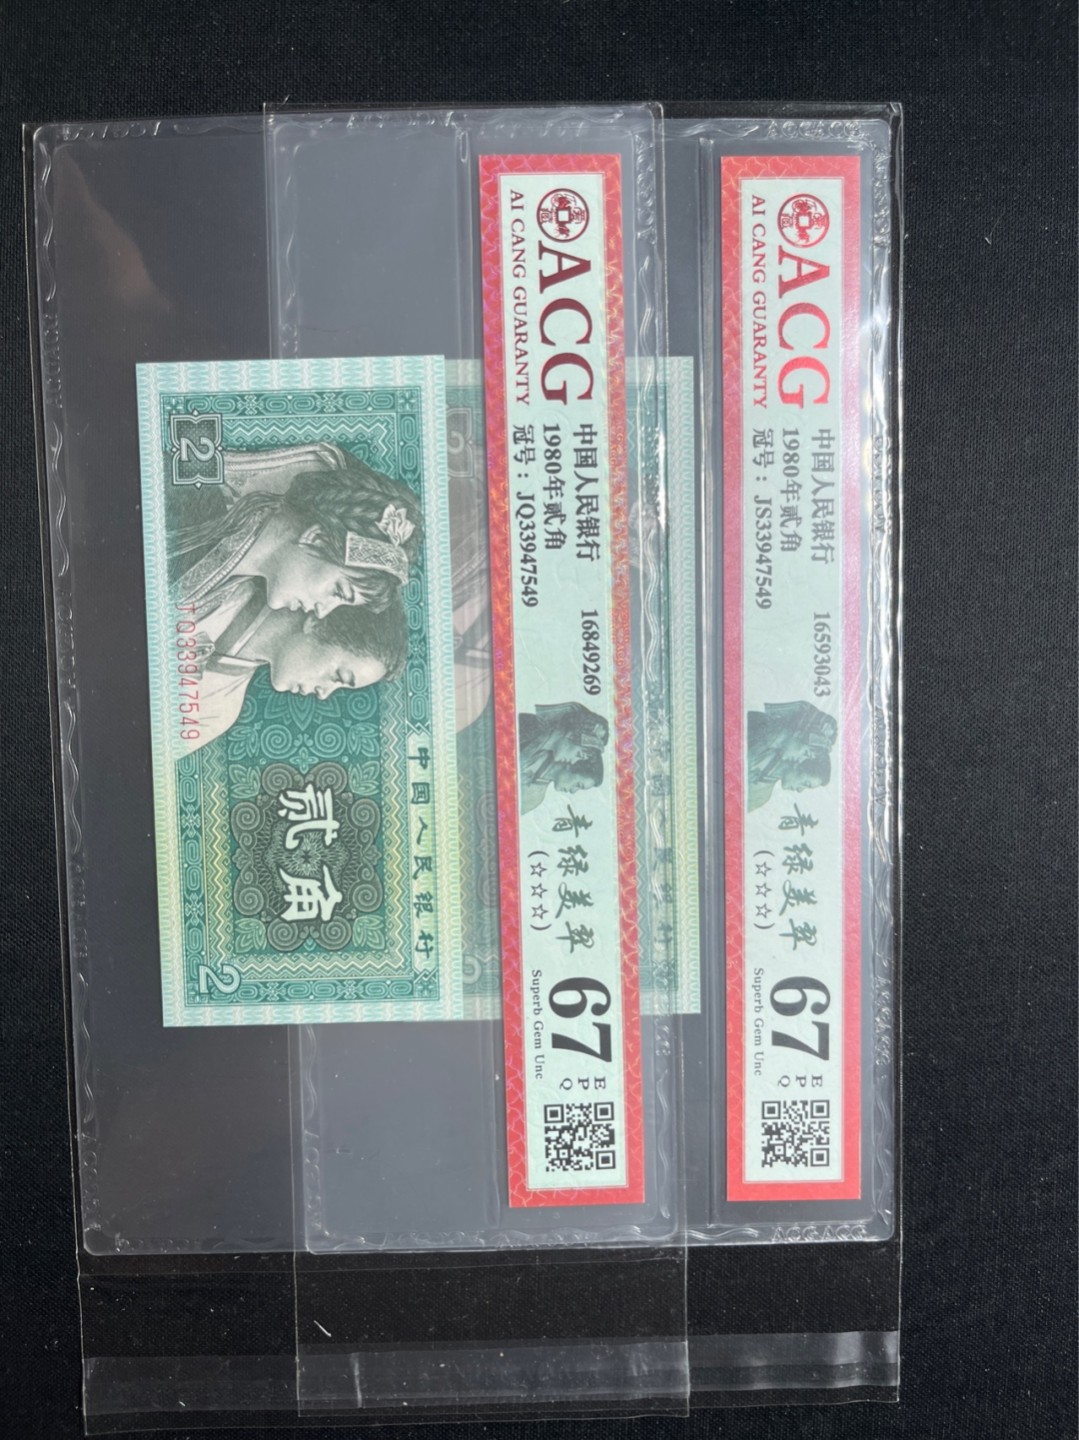 ACG
AI CANG GUARANTY
中国人民银行 16593043
1980年贰角
冠号：JS33947549
青绿美翠
(☆☆☆)
67 EPQ
Superb Gem Unc
ACG
AI CANG GUARANTY
中国人民银行 16849269
1980年贰角
冠号：JQ33947549
青绿美翠
(☆☆☆)
67 EPQ
Superb Gem Unc
中国人民银行
贰角
2
2
JQ33947549
ACGACG
ACGACG